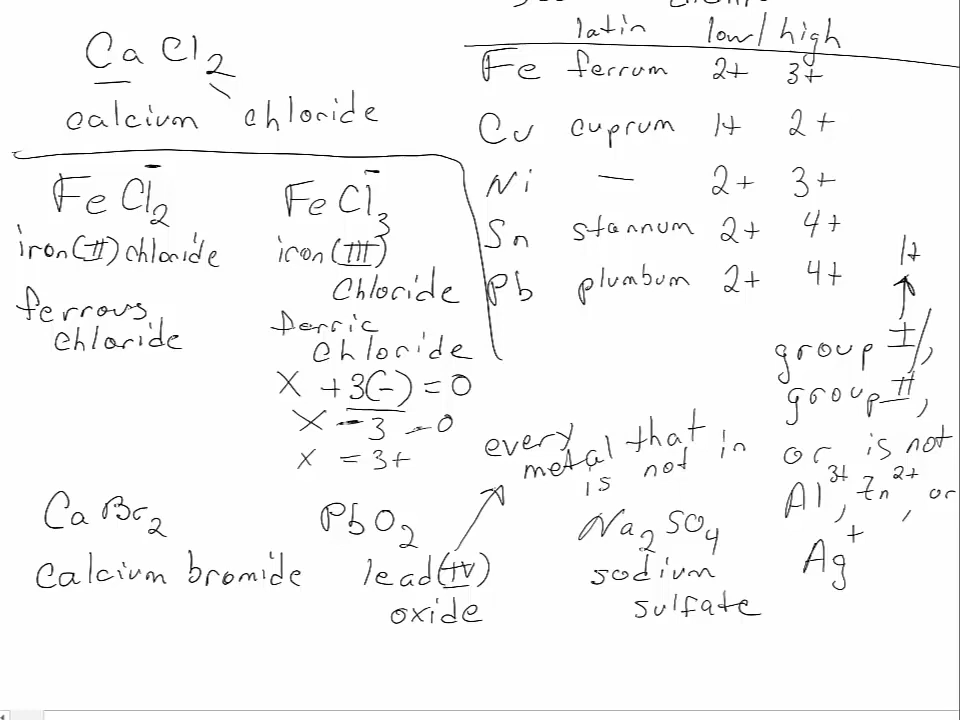 CaCl2
calcium chloride
FeCl2 FeCl3
iron(II) chloride iron(III)
chloride
ferrous
chloride
ferric
chloride
x + 3(-) = 0
x - 3 = 0
x = 3+
latin low/high
Fe ferrum 2+ 3+
Cu cuprum 1+ 2+
Ni — 2+ 3+
Sn stannum 2+ 4+
Pb plumbum 2+ 4+
1+
group I,
group II,
or is not
Al3+, Zn2+, or
Ag+
every
metal that
is not in
CaBr2
calcium bromide
PbO2
lead(IV)
oxide
Na2SO4
sodium
sulfate